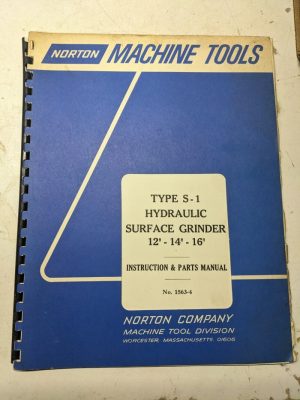 NORTON MACHINE TOOLS
TYPE S-1
HYDRAULIC
SURFACE GRINDER
12' - 14' - 16'
INSTRUCTION & PARTS MANUAL
No. 1563-4
NORTON COMPANY
MACHINE TOOL DIVISION
WORCESTER, MASSACHUSETTS, 01606